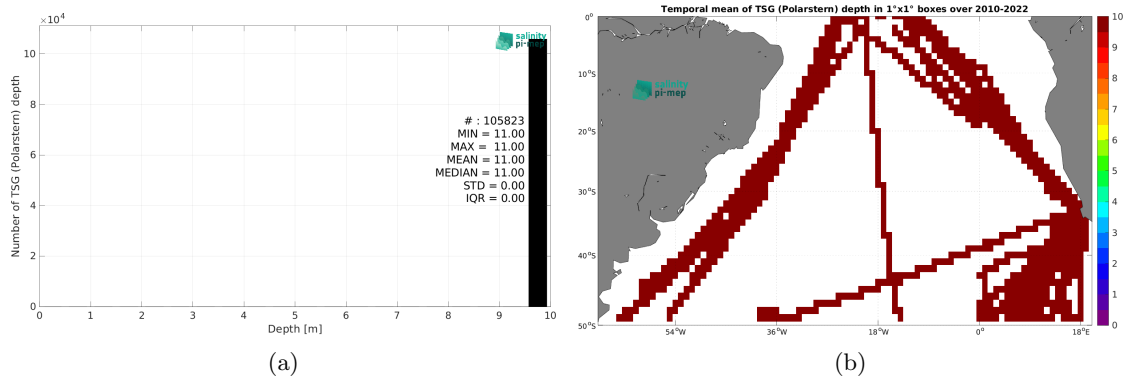 ×10⁴
salinity
pi-mep
10
8
6
4
2
0
Number of TSG (Polarstern) depth
# : 105823
MIN = 11.00
MAX = 11.00
MEAN = 11.00
MEDIAN = 11.00
STD = 0.00
IQR = 0.00
0 1 2 3 4 5 6 7 8 9 10
Depth [m]
(a)
Temporal mean of TSG (Polarstern) depth in 1°x1° boxes over 2010-2022
0°
10°S
20°S
30°S
40°S
50°S
salinity
pi-mep
54°W 36°W 18°W 0° 18°E
10
9
8
7
6
5
4
3
2
1
0
(b)